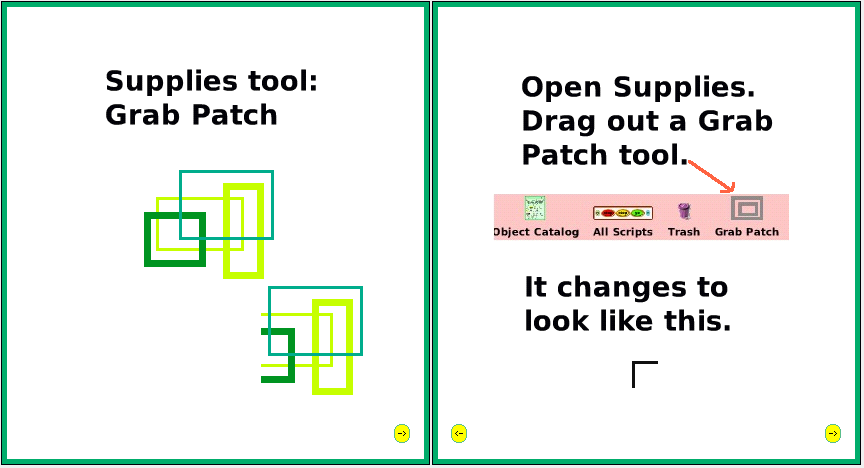 Supplies tool:
Grab Patch
->
Open Supplies.
Drag out a Grab
Patch tool.
Object Catalog All Scripts Trash Grab Patch
It changes to
look like this.
<- ->